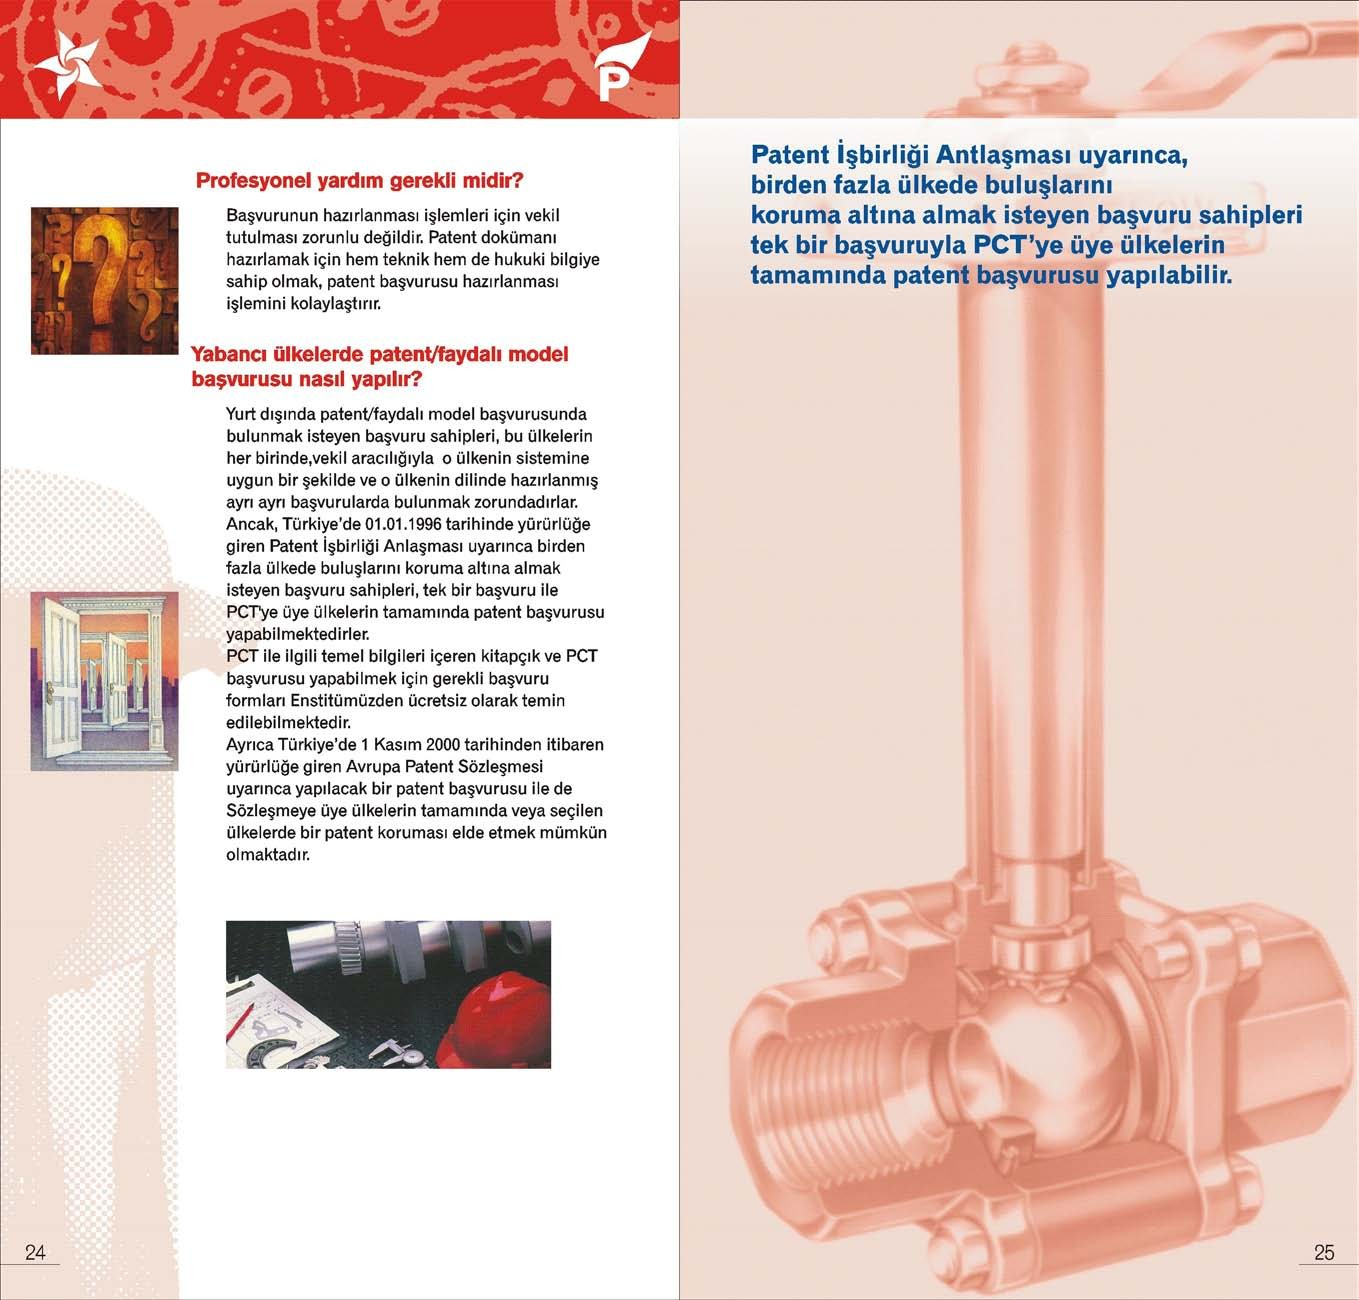 P
Profesyonel yardım gerekli midir?
Başvurunun hazırlanması işlemleri için vekil
tutulması zorunlu değildir. Patent dokümanı
hazırlamak için hem teknik hem de hukuki bilgiye
sahip olmak, patent başvurusu hazırlanması
işlemini kolaylaştırır.
Yabancı ülkelerde patent/faydalı model
başvurusu nasıl yapılır?
Yurt dışında patent/faydalı model başvurusunda
bulunmak isteyen başvuru sahipleri, bu ülkelerin
her birinde,vekil aracılığıyla o ülkenin sistemine
uygun bir şekilde ve o ülkenin dilinde hazırlanmış
ayrı ayrı başvurularda bulunmak zorundadırlar.
Ancak, Türkiye'de 01.01.1996 tarihinde yürürlüğe
giren Patent İşbirliği Anlaşması uyarınca birden
fazla ülkede buluşlarını koruma altına almak
isteyen başvuru sahipleri, tek bir başvuru ile
PCT'ye üye ülkelerin tamamında patent başvurusu
yapabilmektedirler.
PCT ile ilgili temel bilgileri içeren kitapçık ve PCT
başvurusu yapabilmek için gerekli başvuru
formları Enstitümüzden ücretsiz olarak temin
edilebilmektedir.
Ayrıca Türkiye'de 1 Kasım 2000 tarihinden itibaren
yürürlüğe giren Avrupa Patent Sözleşmesi
uyarınca yapılacak bir patent başvurusu ile de
Sözleşmeye üye ülkelerin tamamında veya seçilen
ülkelerde bir patent koruması elde etmek mümkün
olmaktadır.
24
Patent İşbirliği Antlaşması uyarınca,
birden fazla ülkede buluşlarını
koruma altına almak isteyen başvuru sahipleri
tek bir başvuruyla PCT'ye üye ülkelerin
tamamında patent başvurusu yapılabilir.
25